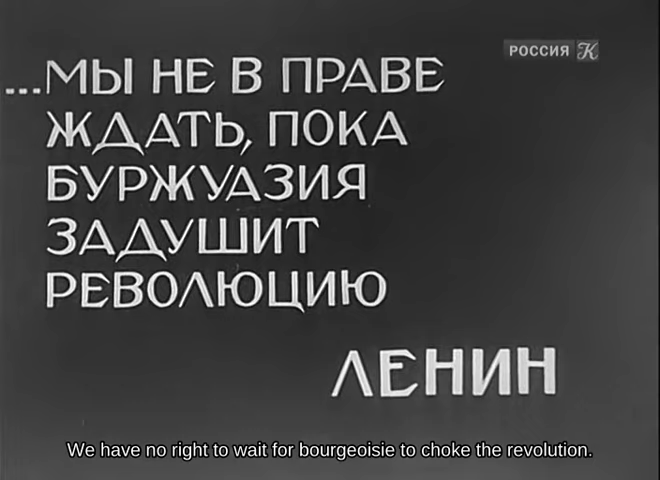 РОССИЯ К
...МЫ НЕ В ПРАВЕ
ЖДАТЬ, ПОКА
БУРЖУАЗИЯ
ЗАДУШИТ
РЕВОЛЮЦИЮ
ЛЕНИН
We have no right to wait for bourgeoisie to choke the revolution.